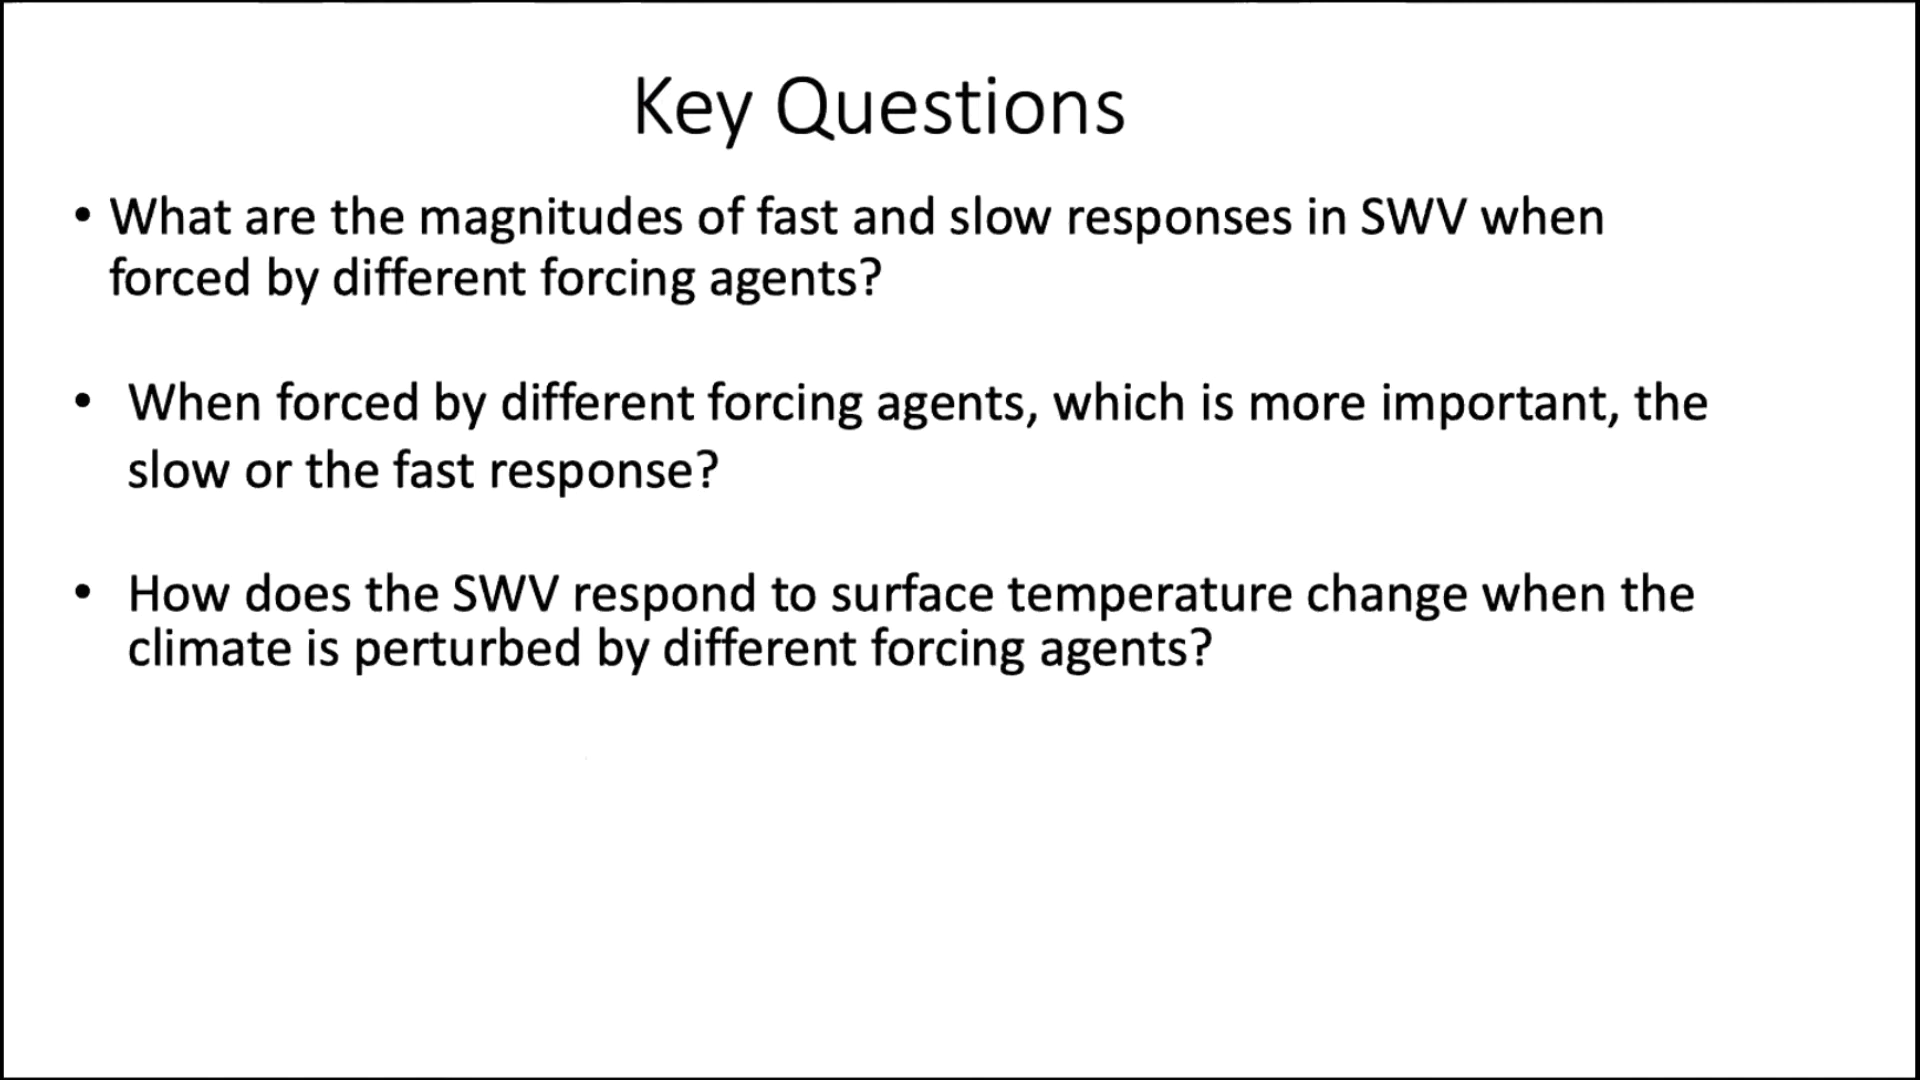 Key Questions
• What are the magnitudes of fast and slow responses in SWV when
forced by different forcing agents?
• When forced by different forcing agents, which is more important, the
slow or the fast response?
• How does the SWV respond to surface temperature change when the
climate is perturbed by different forcing agents?